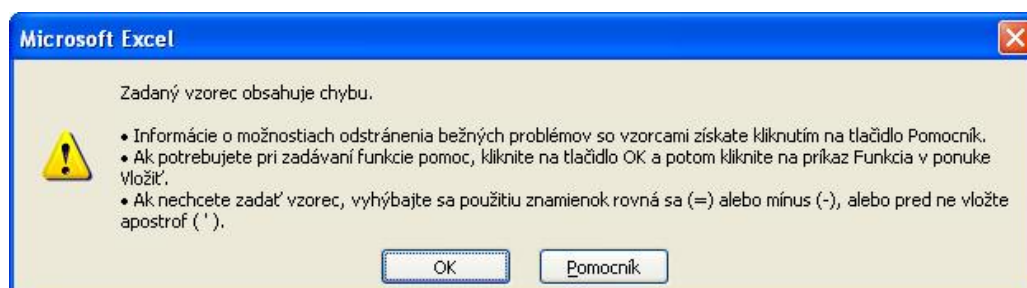 Microsoft Excel
Zadaný vzorec obsahuje chybu.
• Informácie o možnostiach odstránenia bežných problémov so vzorcami získate kliknutím na tlačidlo Pomocník.
• Ak potrebujete pri zadávaní funkcie pomoc, kliknite na tlačidlo OK a potom kliknite na príkaz Funkcia v ponuke
Vložiť.
• Ak nechcete zadať vzorec, vyhýbajte sa použitiu znamienok rovná sa (=) alebo mínus (-), alebo pred ne vložte
apostrof ( ' ).
OK
Pomocník